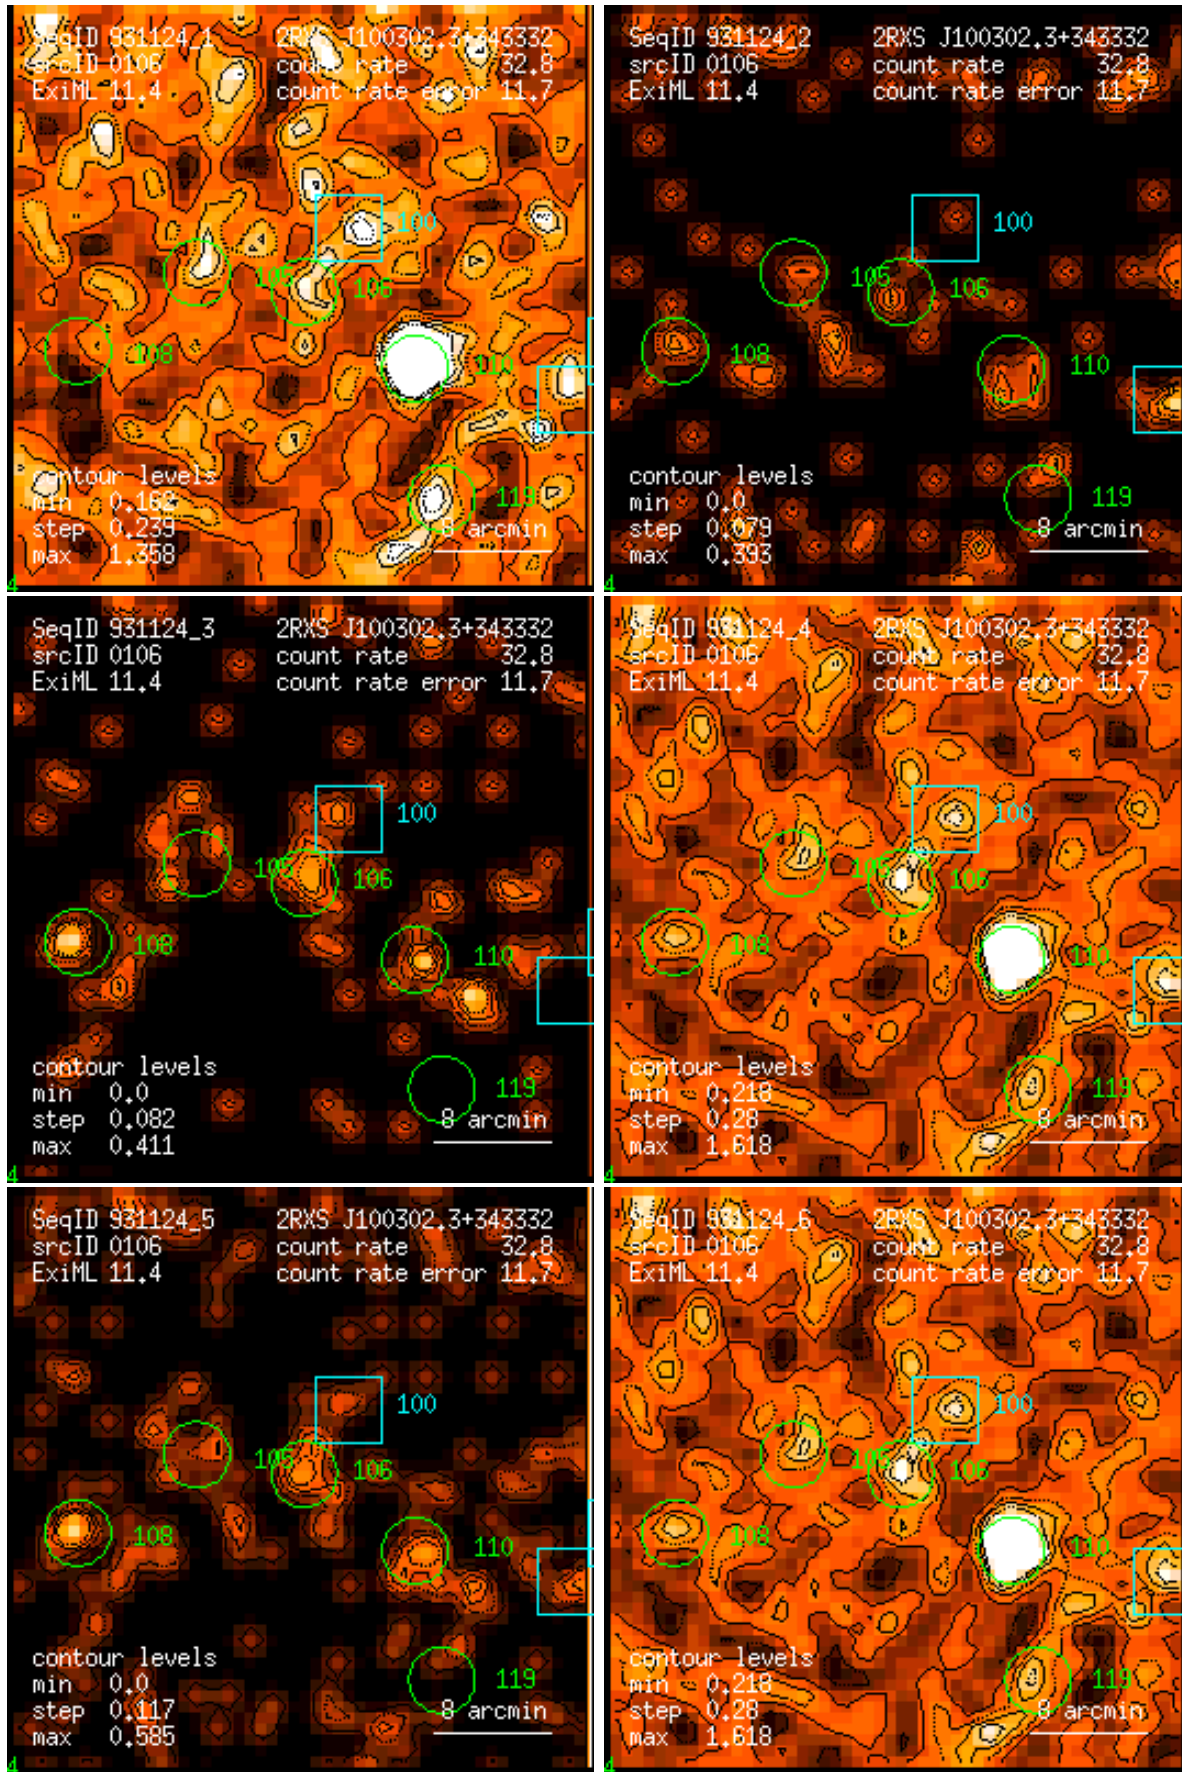 SeqID 931124_1 2RXS J100302.3+343332
srcID 0106 count rate 32.8
ExiML 11.4 count rate error 11.7
100
105
106
108
110
contour levels
min 0.162
119
step 0.239
8 arcmin
max 1.358
SeqID 931124_2 2RXS J100302.3+343332
srcID 0106 count rate 32.8
ExiML 11.4 count rate error 11.7
100
105
106
108
110
contour levels
min 0.0
119
step 0.079
8 arcmin
max 0.393
4
4
SeqID 931124_3 2RXS J100302.3+343332
srcID 0106 count rate 32.8
ExiML 11.4 count rate error 11.7
100
105
106
108
110
contour levels
min 0.0
119
step 0.082
8 arcmin
max 0.411
SeqID 931124_4 2RXS J100302.3+343332
srcID 0106 count rate 32.8
ExiML 11.4 count rate error 11.7
100
105
106
108
110
contour levels
min 0.218
119
step 0.28
8 arcmin
max 1.618
4
4
SeqID 931124_5 2RXS J100302.3+343332
srcID 0106 count rate 32.8
ExiML 11.4 count rate error 11.7
100
105
106
108
110
contour levels
min 0.0
119
step 0.117
8 arcmin
max 0.585
SeqID 931124_6 2RXS J100302.3+343332
srcID 0106 count rate 32.8
ExiML 11.4 count rate error 11.7
100
105
106
108
110
contour levels
min 0.218
119
step 0.28
8 arcmin
max 1.618
4
4